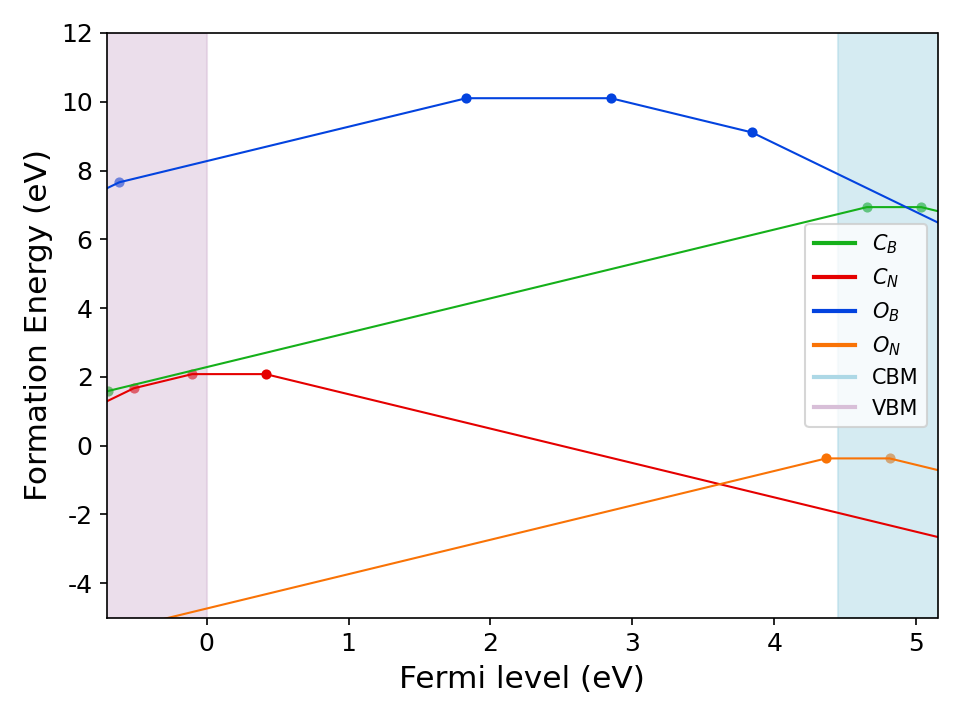 12
10
8
6
4
2
0
-2
-4
Formation Energy (eV)
C_B
C_N
O_B
O_N
CBM
VBM
0 1 2 3 4 5
Fermi level (eV)